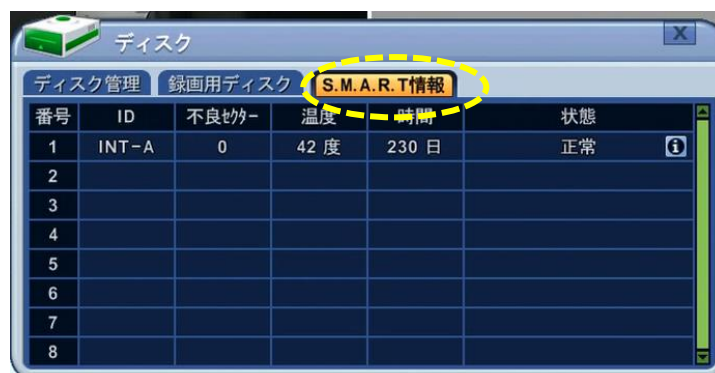 ディスク
X
ディスク管理 録画用ディスク S.M.A.R.T情報
番号 ID 不良ｾｸﾀｰ 温度 時間 状態
1 INT-A 0 42 度 230 日 正常
2
3
4
5
6
7
8